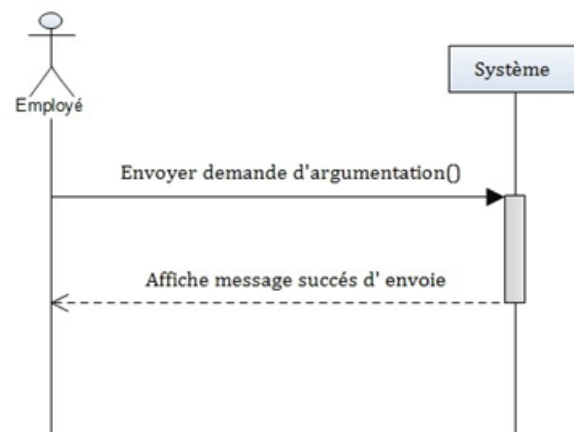 Système
Employé
Envoyer demande d'argumentation()
Affiche message succés d' envoie